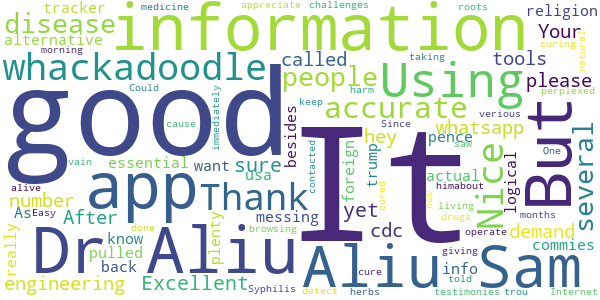 tracker medicine appreciate challenges roots
disease information religion
alternative Your morning curing
whackadoodle called tools
Could people Using please natural
good accurate But perplexed
immediately besides hey whatsapp verious
cause harm keep Since pence saw One
essential sure trump
vain want foreign actual
alive number app Thank yet cdc Nice logical several
usa contacted himabout now
As Easy After plenty messing cured living months
really know It demand
Dr Aliu Aliu Sam
done pulled back browsing info drugs operate commies
giving
engineering Excellent cure told Internet
Syphilis detect herbs testimonies trou
taking